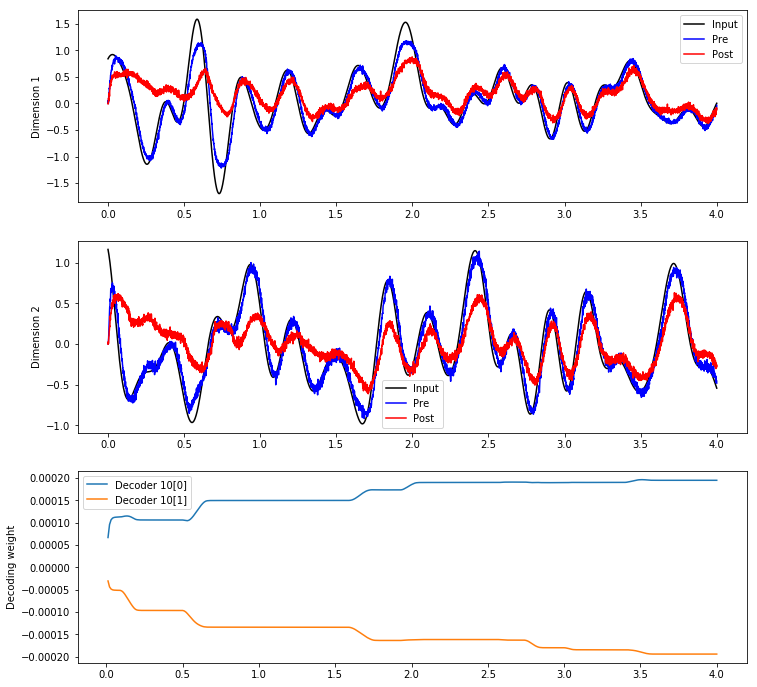 1.5
1.0
0.5
0.0
−0.5
−1.0
−1.5
Dimension 1
Input
Pre
Post
0.0 0.5 1.0 1.5 2.0 2.5 3.0 3.5 4.0
1.0
0.5
0.0
−0.5
−1.0
Dimension 2
Input
Pre
Post
0.0 0.5 1.0 1.5 2.0 2.5 3.0 3.5 4.0
0.00020
0.00015
0.00010
0.00005
0.00000
−0.00005
−0.00010
−0.00015
−0.00020
Decoding weight
Decoder 10[0]
Decoder 10[1]
0.0 0.5 1.0 1.5 2.0 2.5 3.0 3.5 4.0